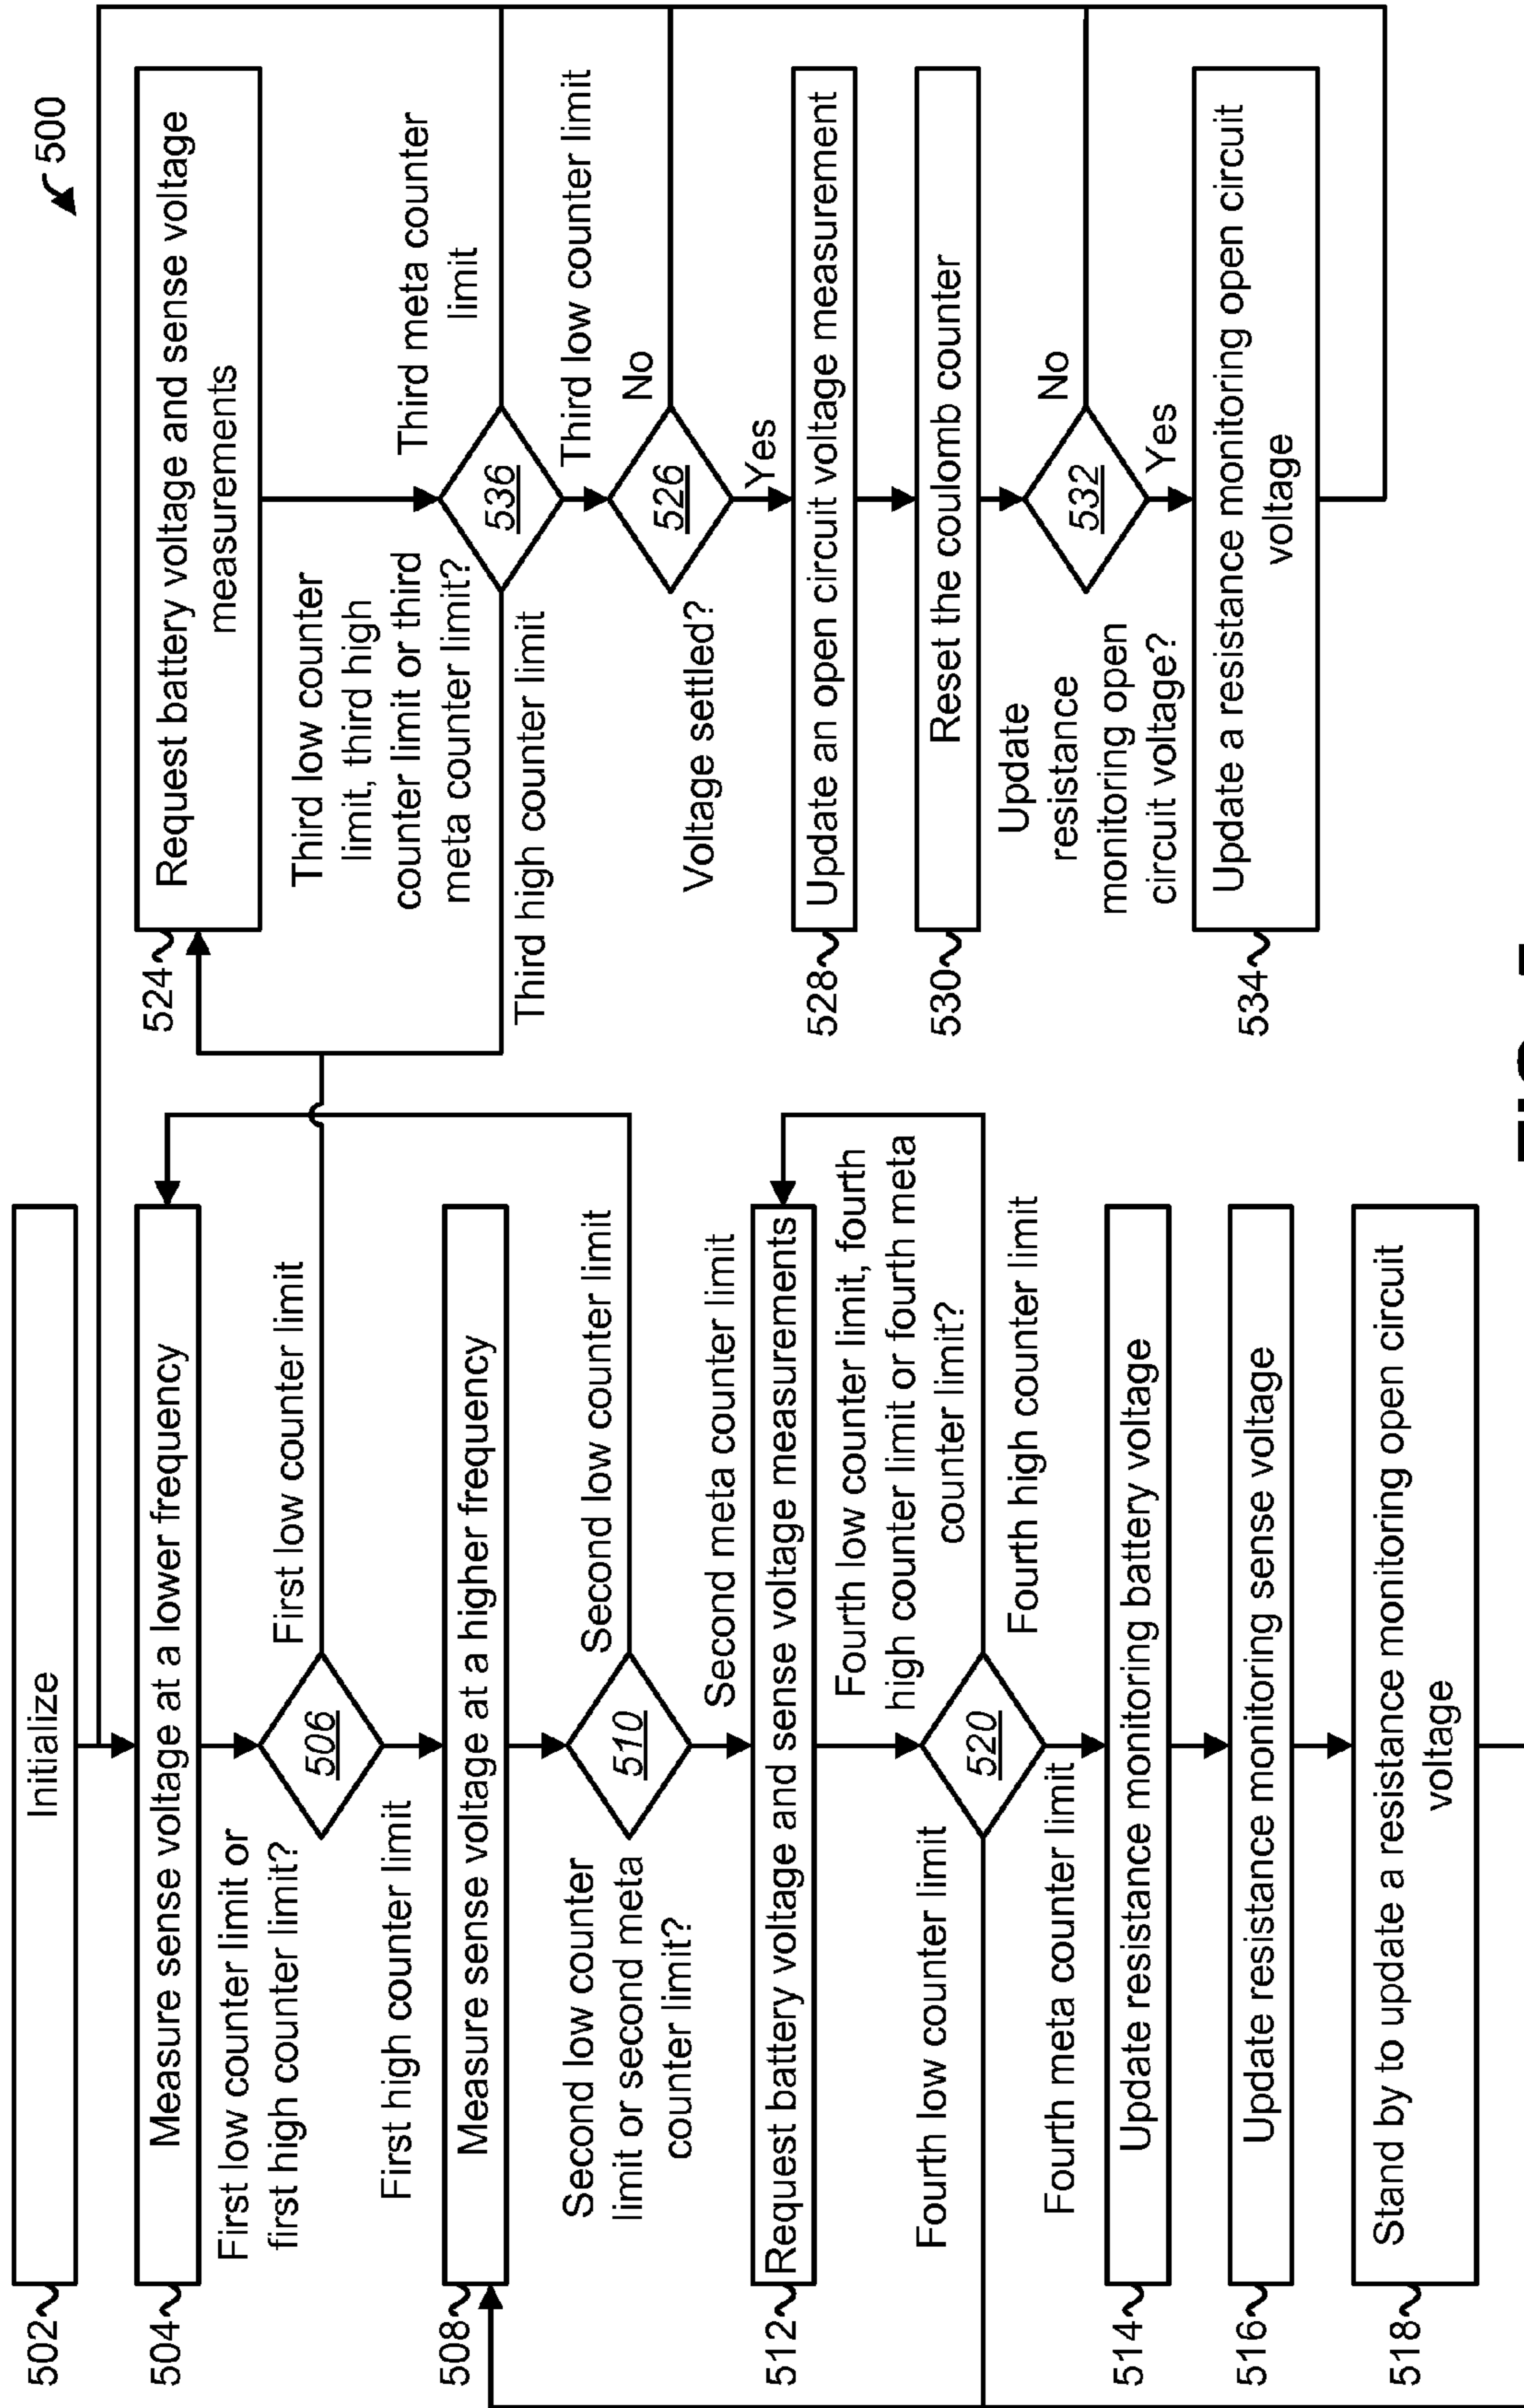 500
502
Initialize
504
Measure sense voltage at a lower frequency
First low counter limit or
first high counter limit?
506
First low counter limit
First high counter limit
508
Measure sense voltage at a higher frequency
Second low counter
limit or second meta
counter limit?
510
Second low counter limit
Second meta counter limit
512
Request battery voltage and sense voltage measurements
Fourth low counter limit, fourth
high counter limit or fourth meta
counter limit?
Fourth low counter limit
520
Fourth high counter limit
Fourth meta counter limit
514
Update resistance monitoring battery voltage
516
Update resistance monitoring sense voltage
518
Stand by to update a resistance monitoring open circuit
voltage
524
Request battery voltage and sense voltage
measurements
Third low counter
limit, third high
counter limit or third
meta counter limit?
536
Third meta counter
limit
Third high counter limit
Third low counter limit
Voltage settled?
526
No
Yes
528
Update an open circuit voltage measurement
530
Reset the coulomb counter
Update
resistance
monitoring open
circuit voltage?
532
No
Yes
534
Update a resistance monitoring open circuit
voltage